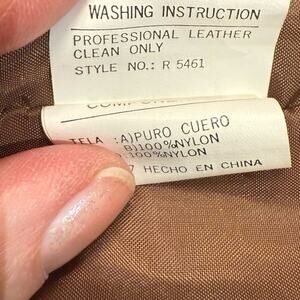 WASHING INSTRUCTION
PROFESSIONAL LEATHER
CLEAN ONLY
STYLE NO.: R 5461
TELA :A)PURO CUERO
B)100%NYLON
100%NYLON
HECHO EN CHINA